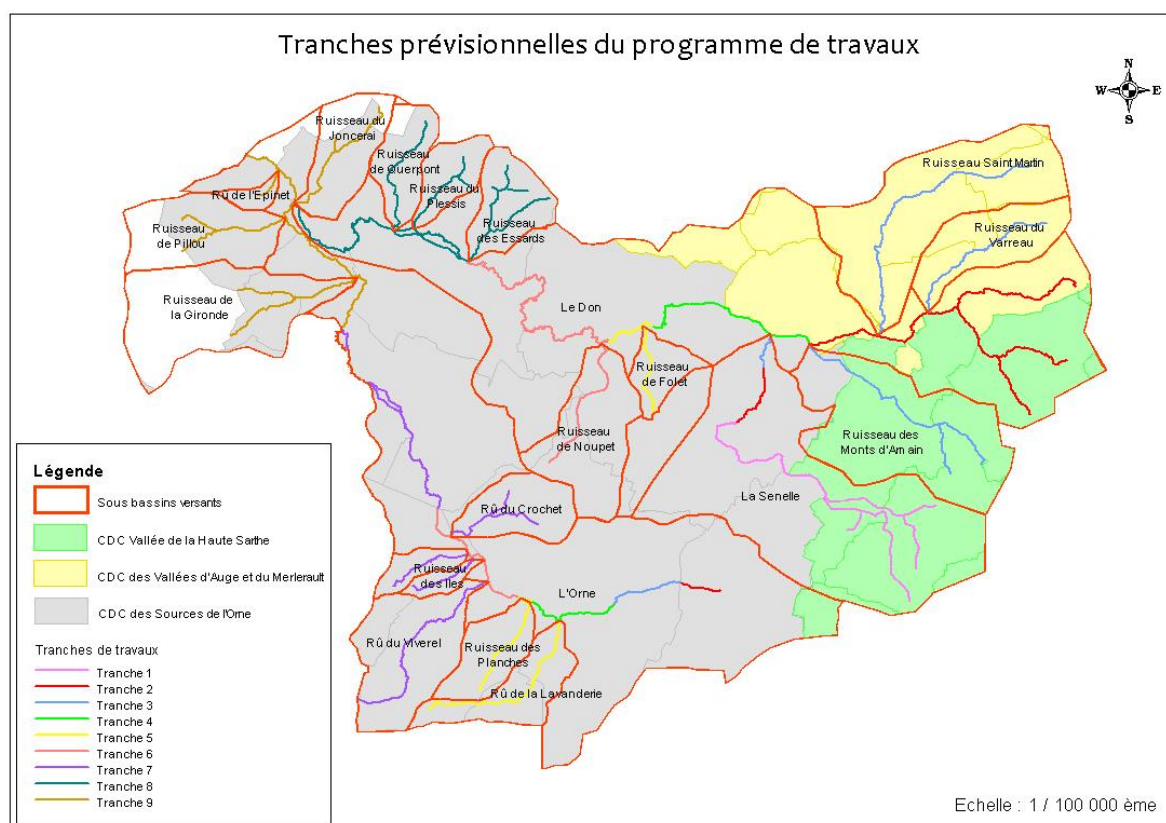 Tranches prévisionnelles du programme de travaux
N
W E
S
Ruisseau du
Joncerai
Ruisseau
de Querpont
Ruisseau du
Plessis
Ruisseau
des Essards
Rû de l'Epinet
Ruisseau
de Pillou
Ruisseau de
la Gironde
Ruisseau Saint Martin
Ruisseau du
Varreau
Le Don
Ruisseau
de Folet
Ruisseau
de Noupet
Ruisseau des
Monts d'Amain
La Senelle
Rû du Crochet
Ruisseau
des Iles
L'Orne
Rû du Viverel
Ruisseau des
Planches
Rû de la Lavanderie
Légende
Sous bassins versants
CDC Vallée de la Haute Sarthe
CDC des Vallées d'Auge et du Merlerault
CDC des Sources de l'Orne
Tranches de travaux
Tranche 1
Tranche 2
Tranche 3
Tranche 4
Tranche 5
Tranche 6
Tranche 7
Tranche 8
Tranche 9
Echelle : 1 / 100 000 ème